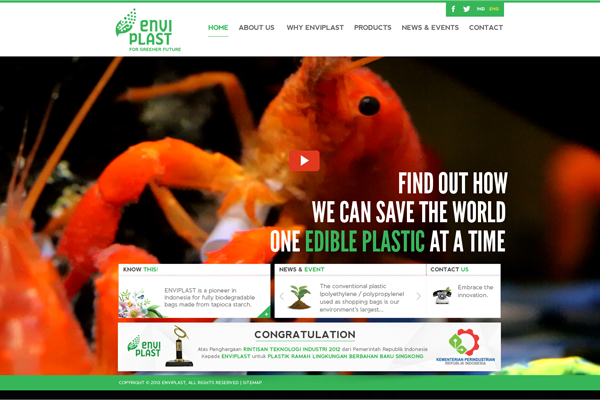 IND ENG
ENVI
PLAST
FOR GREENER FUTURE
HOME ABOUT US WHY ENVIPLAST PRODUCTS NEWS & EVENTS CONTACT
FIND OUT HOW
WE CAN SAVE THE WORLD
ONE EDIBLE PLASTIC AT A TIME
KNOW THIS!
ENVIPLAST is a pioneer in
Indonesia for fully biodegradable
bags made from tapioca starch.
NEWS & EVENT
The conventional plastic
(polyethylene / polypropylene)
used as shopping bags is our
environment's largest...
CONTACT US
Embrace the
innovation.
ENVI
PLAST
CONGRATULATION
Atas Penghargaan RINTISAN TEKNOLOGI INDUSTRI 2012 dari Pemerintah Republik Indonesia
Kepada ENVIPLAST untuk PLASTIK RAMAH LINGKUNGAN BERBAHAN BAKU SINGKONG
KEMENTERIAN PERINDUSTRIAN
REPUBLIK INDONESIA
COPYRIGHT © 2013 ENVIPLAST, ALL RIGHTS RESERVED | SITEMAP